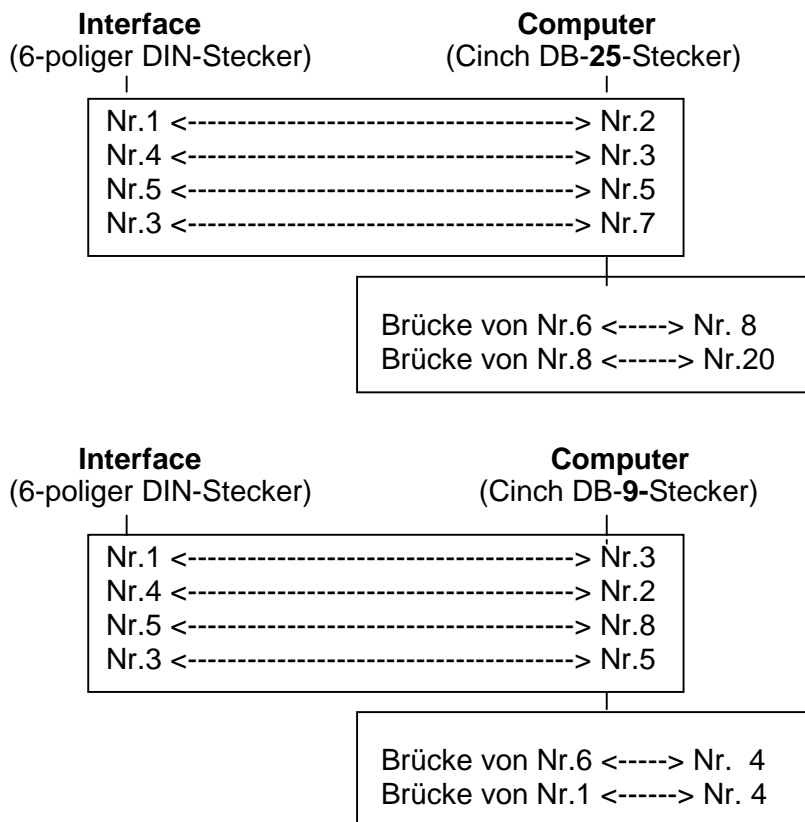 Interface Computer
(6-poliger DIN-Stecker) (Cinch DB-25-Stecker)
Nr.1 <---------------------------------------> Nr.2
Nr.4 <---------------------------------------> Nr.3
Nr.5 <---------------------------------------> Nr.5
Nr.3 <---------------------------------------> Nr.7
Brücke von Nr.6 <-----> Nr. 8
Brücke von Nr.8 <------> Nr.20
Interface Computer
(6-poliger DIN-Stecker) (Cinch DB-9-Stecker)
Nr.1 <---------------------------------------> Nr.3
Nr.4 <---------------------------------------> Nr.2
Nr.5 <---------------------------------------> Nr.8
Nr.3 <---------------------------------------> Nr.5
Brücke von Nr.6 <-----> Nr. 4
Brücke von Nr.1 <------> Nr. 4